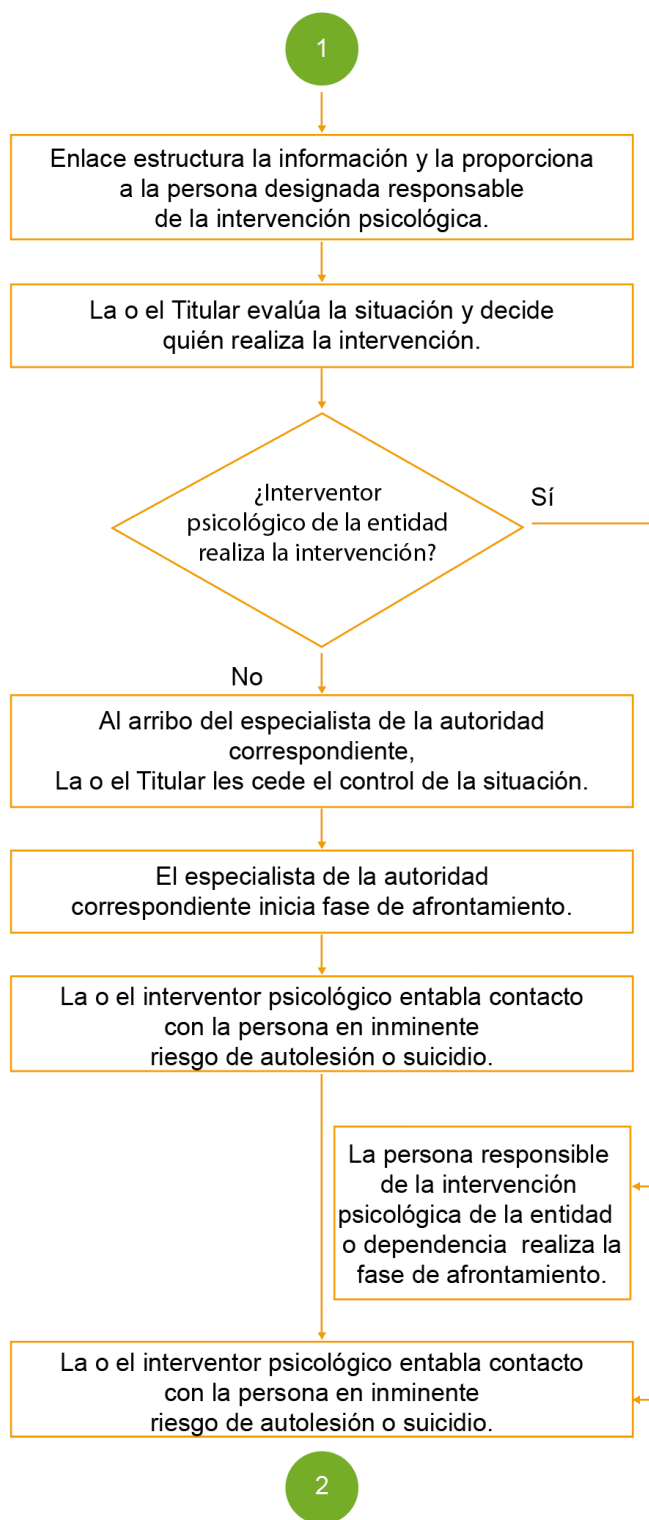 1
Enlace estructura la información y la proporciona
a la persona designada responsable
de la intervención psicológica.
La o el Titular evalúa la situación y decide
quién realiza la intervención.
¿Interventor
psicológico de la entidad
realiza la intervención?
Sí
No
Al arribo del especialista de la autoridad
correspondiente,
La o el Titular les cede el control de la situación.
El especialista de la autoridad
correspondiente inicia fase de afrontamiento.
La o el interventor psicológico entabla contacto
con la persona en inminente
riesgo de autolesión o suicidio.
La persona responsible
de la intervención
psicológica de la entidad
o dependencia realiza la
fase de afrontamiento.
La o el interventor psicológico entabla contacto
con la persona en inminente
riesgo de autolesión o suicidio.
2